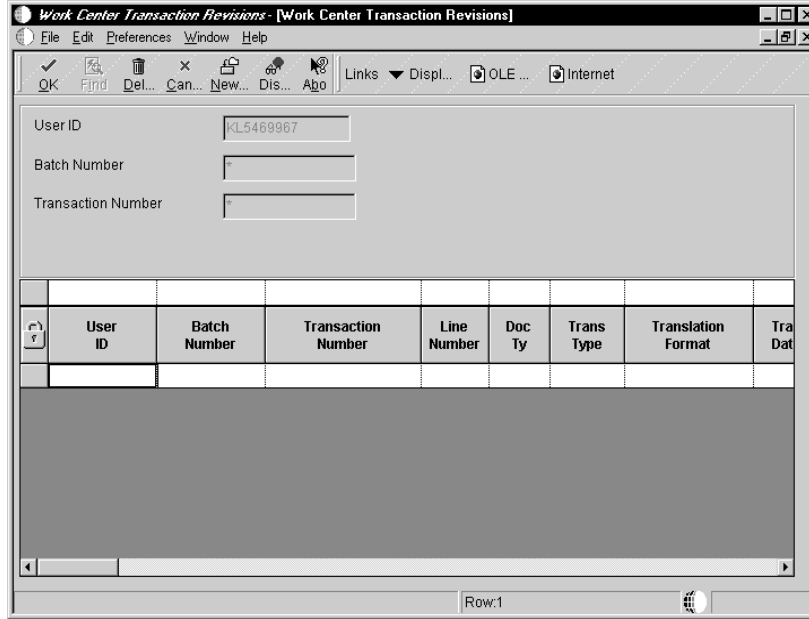 Work Center Transaction Revisions - [Work Center Transaction Revisions]
File Edit Preferences Window Help
OK Find Del... Can... New... Dis... Abo Links Displ... OLE ... Internet
User ID KL5469967
Batch Number *
Transaction Number *
User ID Batch Number Transaction Number Line Number Doc Ty Trans Type Translation Format Tra Dat
Row:1